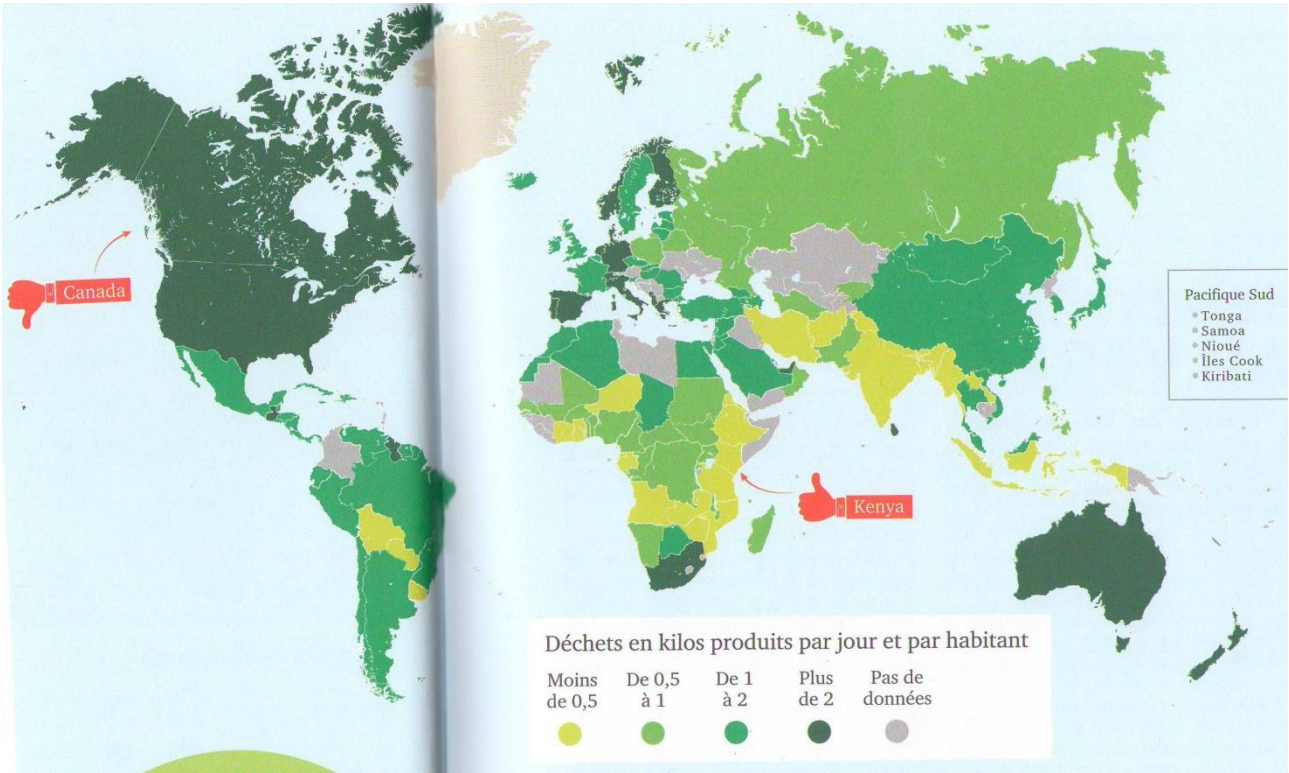 Canada
Pacifique Sud
Tonga
Samoa
Nioué
Îles Cook
Kiribati
Kenya
Déchets en kilos produits par jour et par habitant
Moins
de 0,5
De 0,5
à 1
De 1
à 2
Plus
de 2
Pas de
données